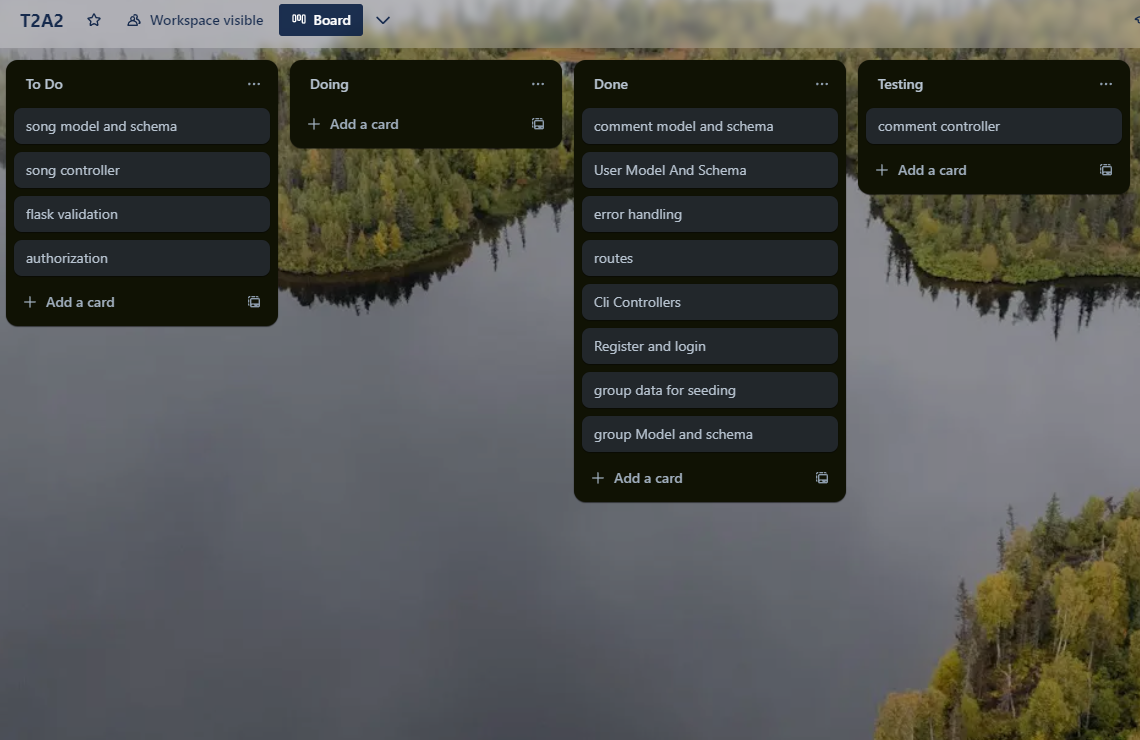 T2A2
Workspace visible
Board
To Do
song model and schema
song controller
flask validation
authorization
Add a card
Doing
Add a card
Done
comment model and schema
User Model And Schema
error handling
routes
Cli Controllers
Register and login
group data for seeding
group Model and schema
Add a card
Testing
comment controller
Add a card